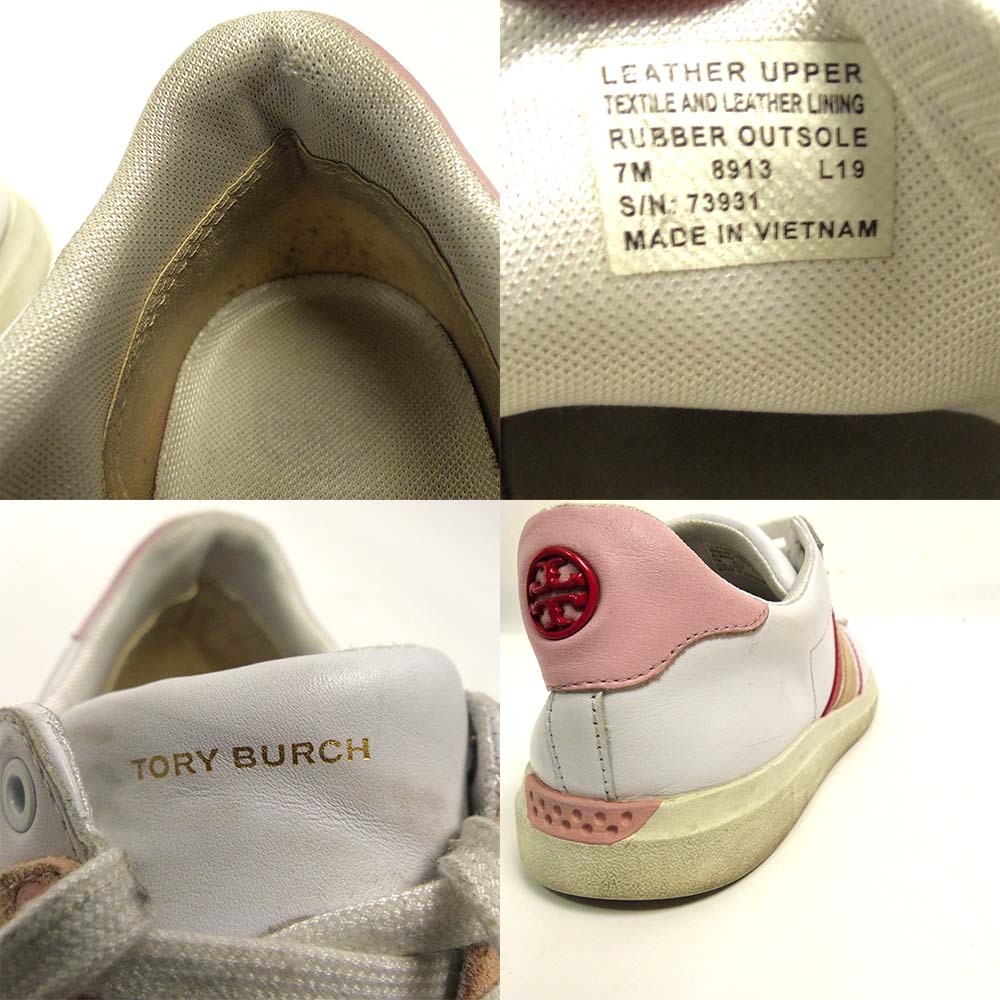 LEATHER UPPER
TEXTILE AND LEATHER LINING
RUBBER OUTSOLE
7M 8913 L19
S/N: 73931
MADE IN VIETNAM
TORY BURCH